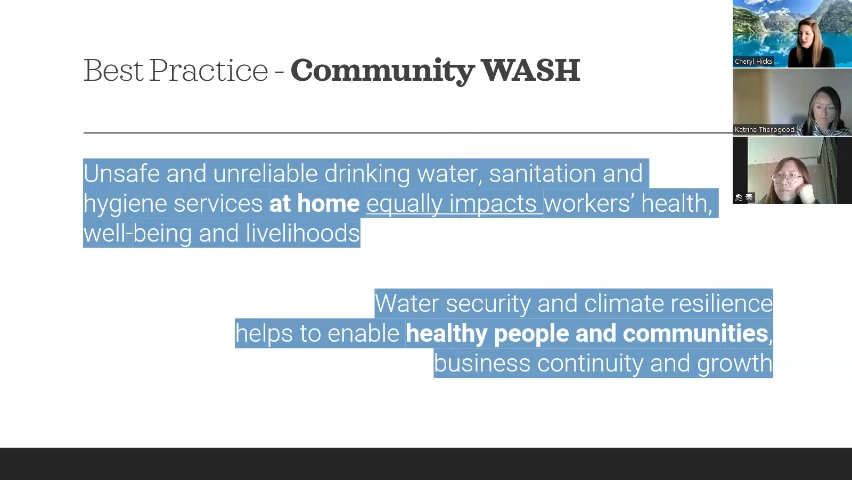 Best Practice - Community WASH
Cheryl Hicks
Katrina Thorogood
Unsafe and unreliable drinking water, sanitation and
hygiene services at home equally impacts workers’ health,
well-being and livelihoods
Water security and climate resilience
helps to enable healthy people and communities,
business continuity and growth